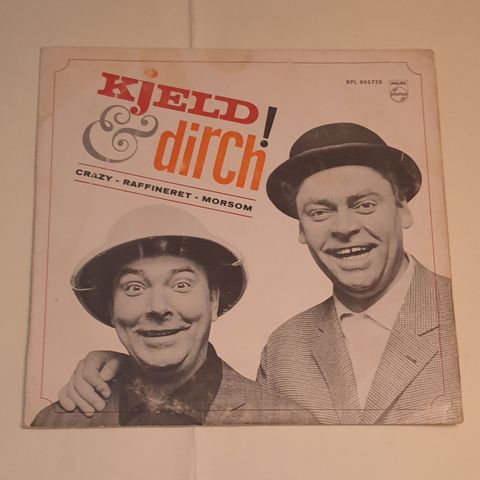 KjELD
& dirch!
CRAZY - RAFFINERET - MORSOM
XPL 655726
PHILIPS